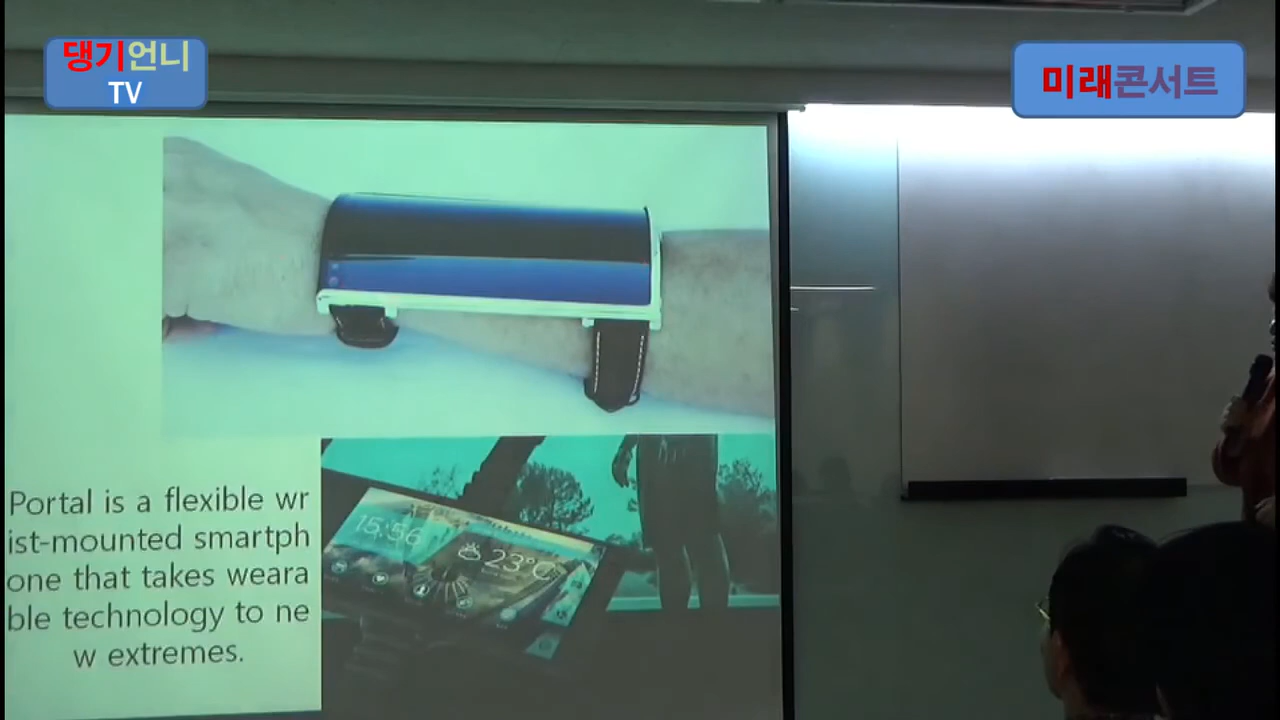 댕기언니
TV
미래콘서트
Portal is a flexible wr
ist-mounted smartph
one that takes weara
ble technology to ne
w extremes.
15:56
23°C